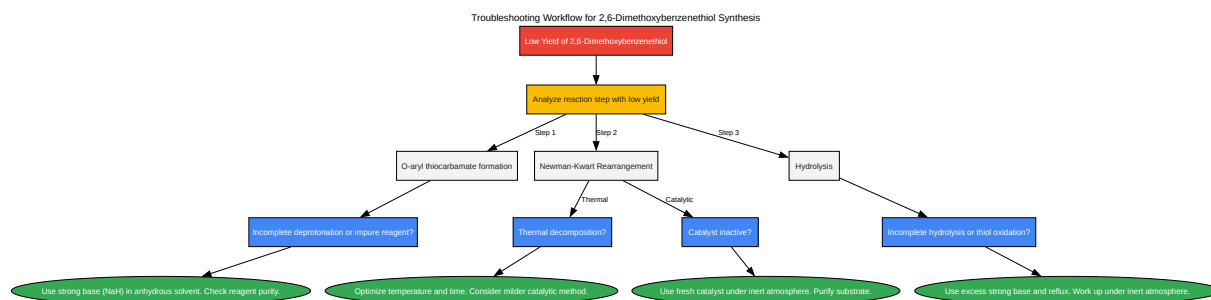 Troubleshooting Workflow for 2,6-Dimethoxybenzenethiol Synthesis
Low Yield of 2,6-Dimethoxybenzenethiol
Analyze reaction step with low yield
Step 1
Step 2
Step 3
O-aryl thiocarbamate formation
Newman-Kwart Rearrangement
Hydrolysis
Thermal
Catalytic
Incomplete deprotonation or impure reagent?
Thermal decomposition?
Catalyst inactive?
Incomplete hydrolysis or thiol oxidation?
Use strong base (NaH) in anhydrous solvent. Check reagent purity.
Optimize temperature and time. Consider milder catalytic method.
Use fresh catalyst under inert atmosphere. Purify substrate.
Use excess strong base and reflux. Work up under inert atmosphere.